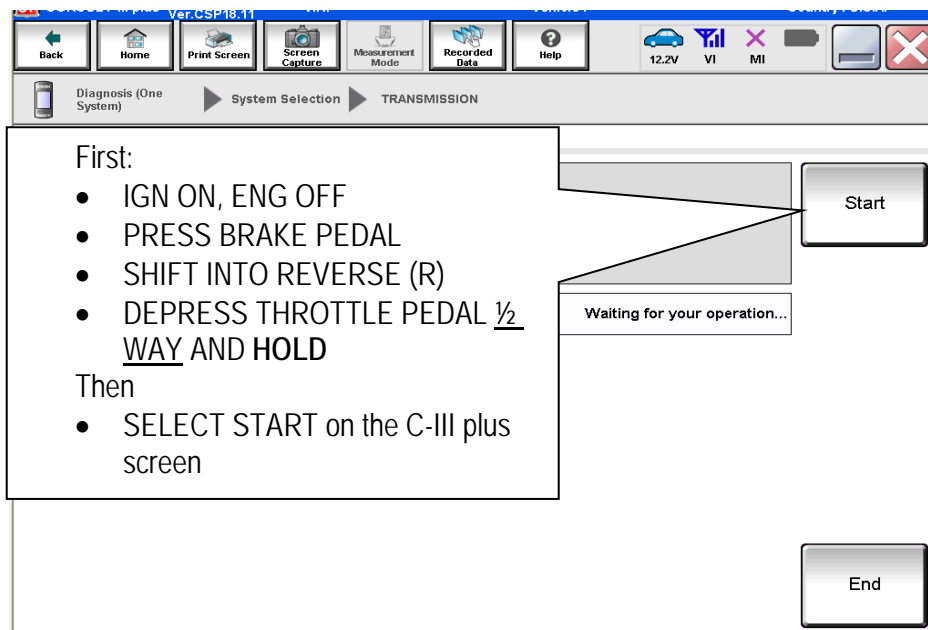 Ver.CSP18.11
Back
Home
Print Screen
Screen Capture
Measurement Mode
Recorded Data
Help
12.2V
VI
MI
Diagnosis (One System)
System Selection
TRANSMISSION
First:
• IGN ON, ENG OFF
• PRESS BRAKE PEDAL
• SHIFT INTO REVERSE (R)
• DEPRESS THROTTLE PEDAL ½
WAY AND HOLD
Then
• SELECT START on the C-III plus
screen
Start
Waiting for your operation...
End